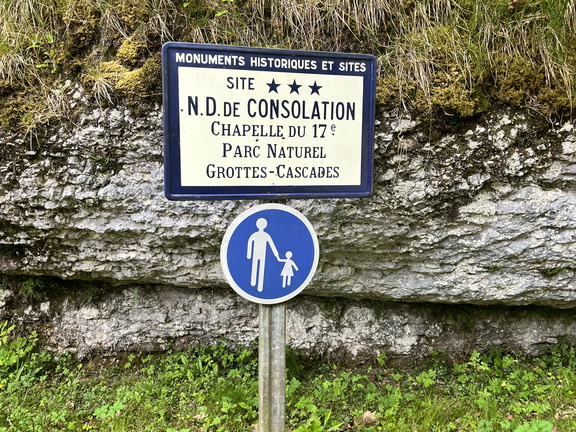 MONUMENTS HISTORIQUES ET SITES
SITE ★★★
N.D. DE CONSOLATION
CHAPELLE DU 17e
PARC NATUREL
GROTTES-CASCADES